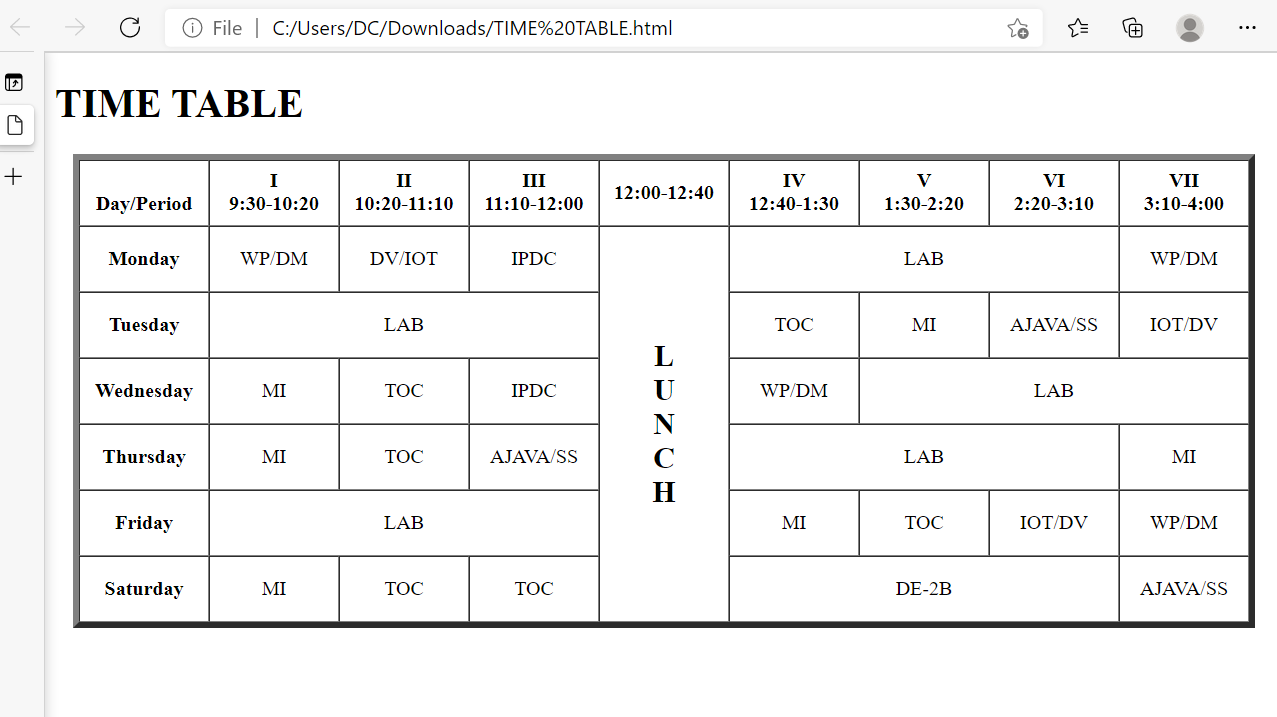 File | C:/Users/DC/Downloads/TIME%20TABLE.html
TIME TABLE
Day/Period I 9:30-10:20 II 10:20-11:10 III 11:10-12:00 12:00-12:40 IV 12:40-1:30 V 1:30-2:20 VI 2:20-3:10 VII 3:10-4:00
Monday WP/DM DV/IOT IPDC LAB WP/DM
Tuesday LAB TOC MI AJAVA/SS IOT/DV
Wednesday MI TOC IPDC WP/DM LAB
Thursday MI TOC AJAVA/SS LAB MI
Friday LAB MI TOC IOT/DV WP/DM
Saturday MI TOC TOC DE-2B AJAVA/SS
L
U
N
C
H